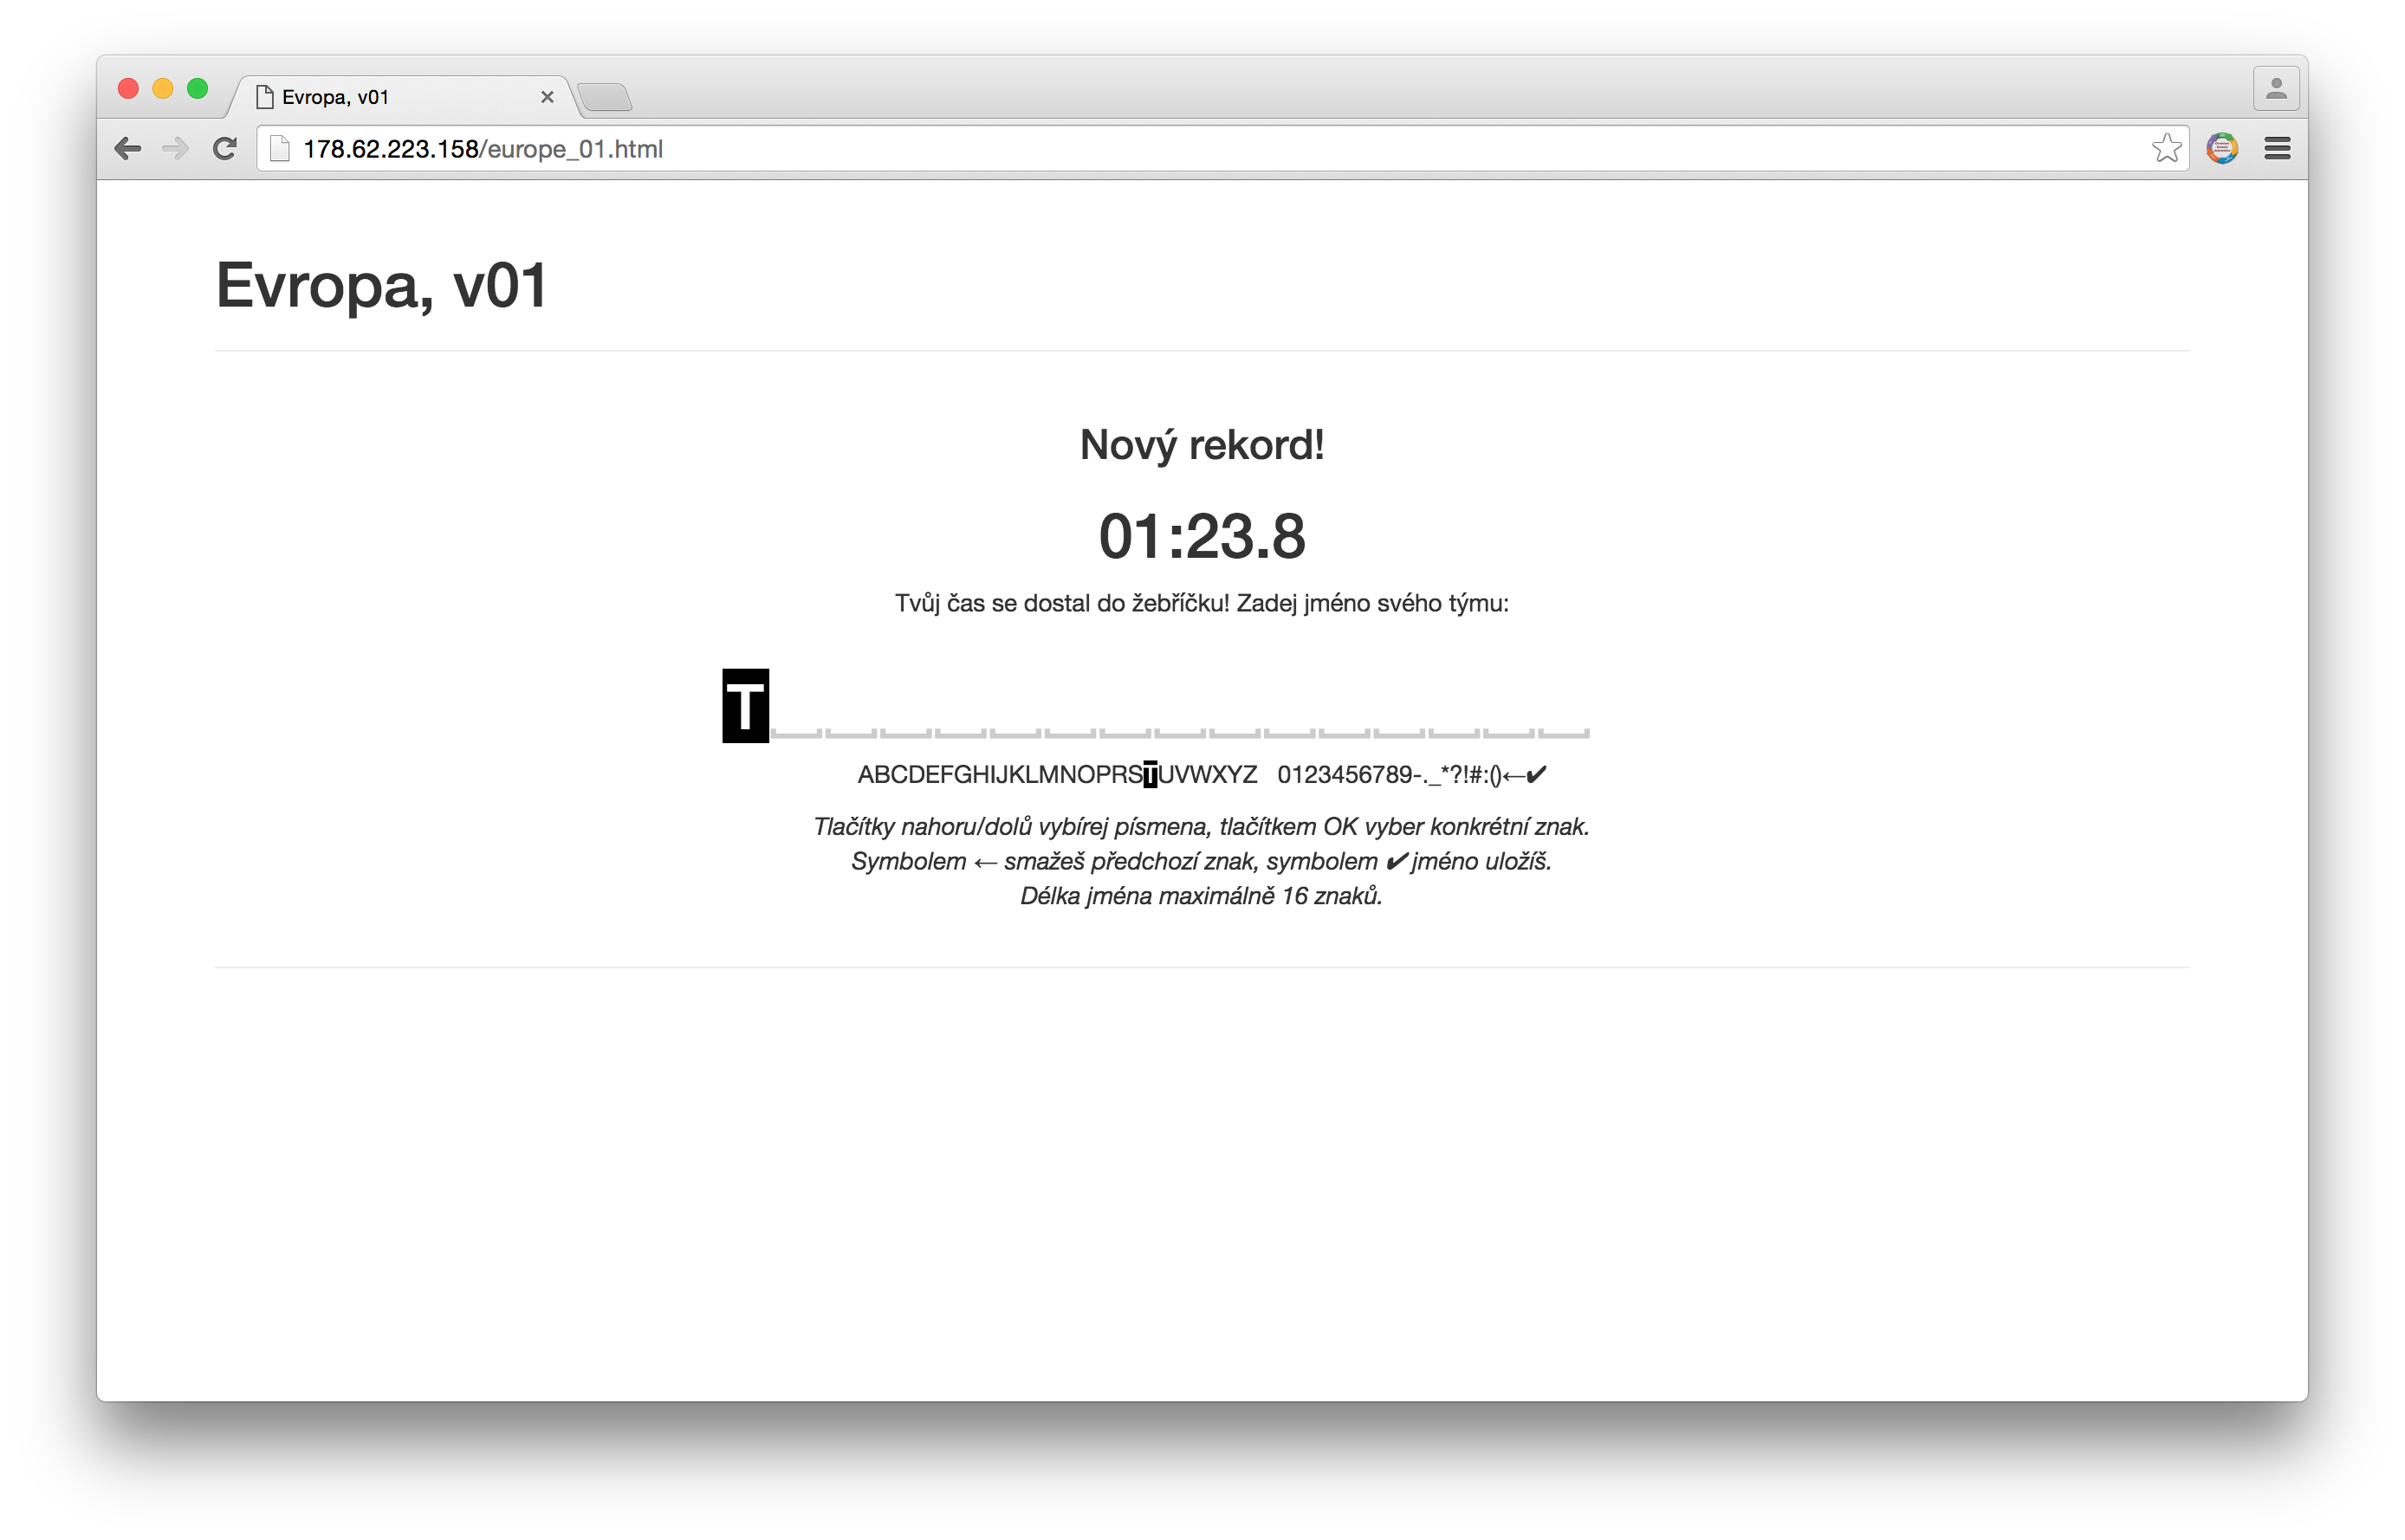 Evropa, v01
178.62.223.158/europe_01.html
Evropa, v01
Nový rekord!
01:23.8
Tvůj čas se dostal do žebříčku! Zadej jméno svého týmu:
T
ABCDEFGHIJKLMNOPRSTUVWXYZ 0123456789-._*?!#:()←✔
Tlačítky nahoru/dolů vybírej písmena, tlačítkem OK vyber konkrétní znak.
Symbolem ← smažeš předchozí znak, symbolem ✔ jméno uložíš.
Délka jména maximálně 16 znaků.